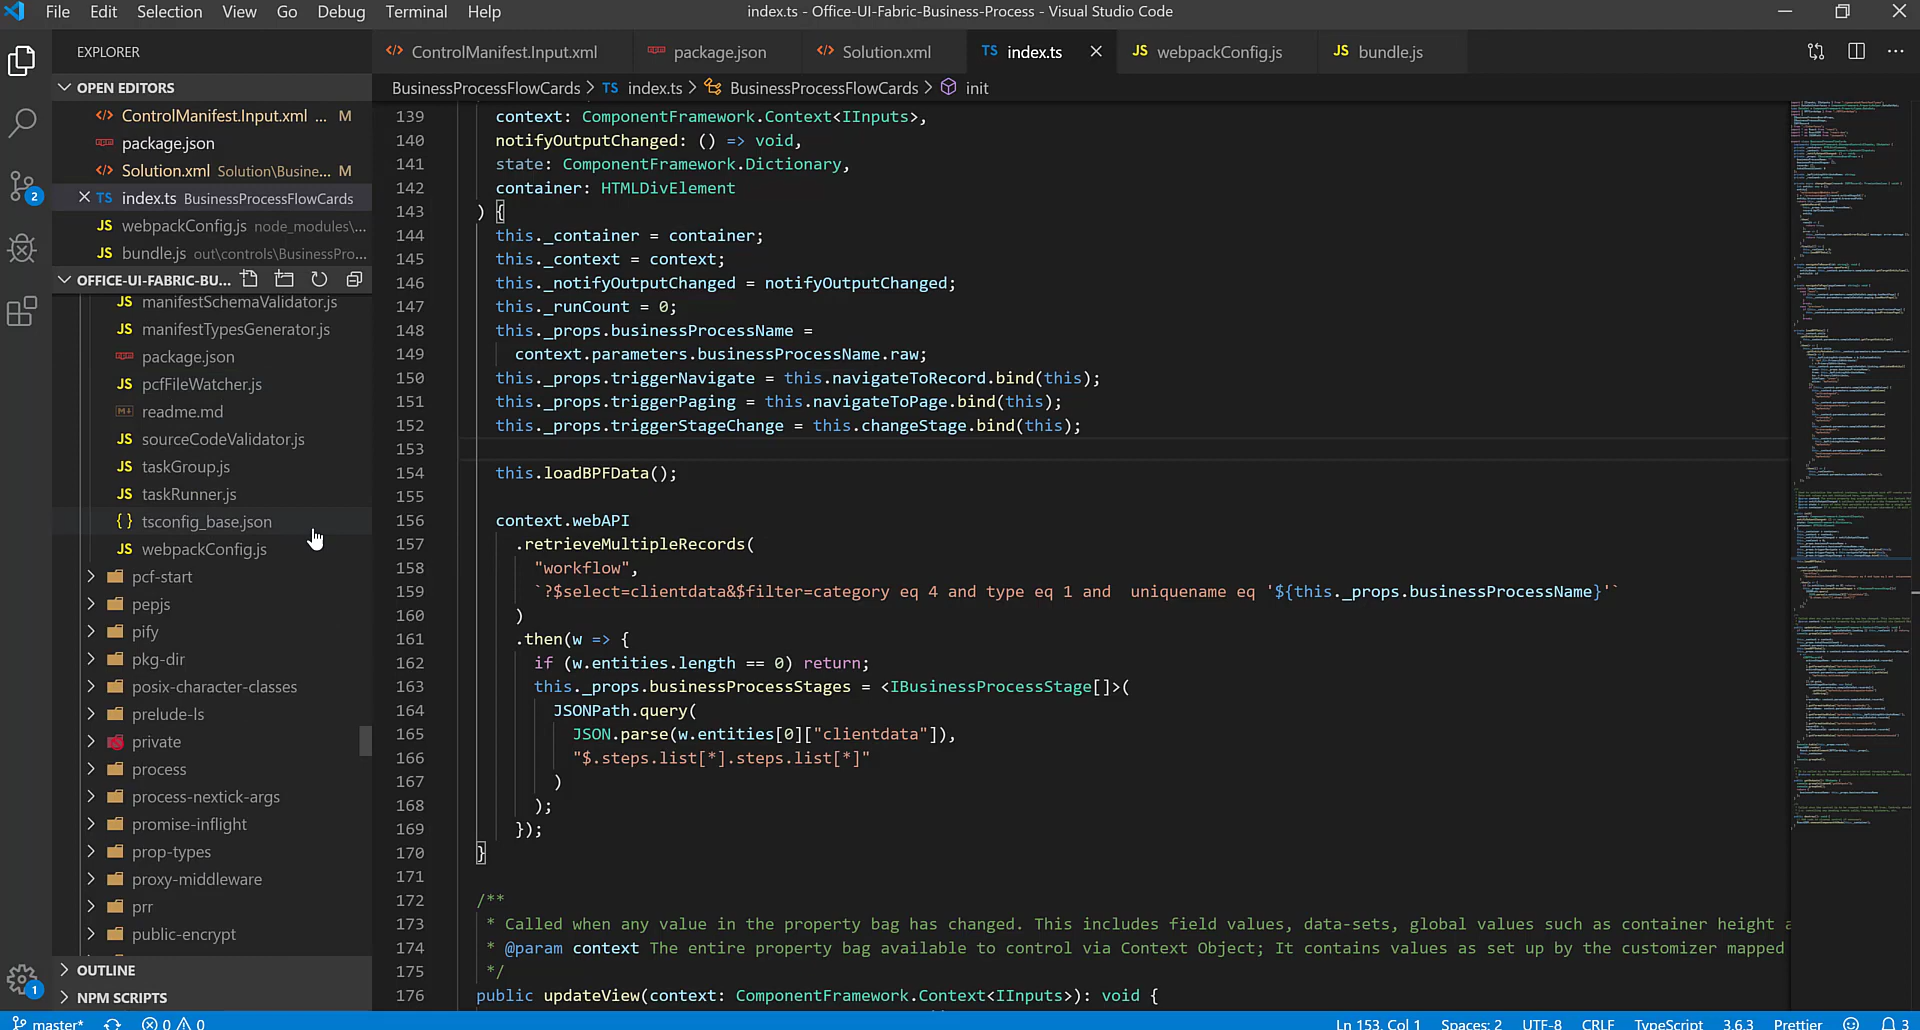 File Edit Selection View Go Debug Terminal Help
index.ts - Office-UI-Fabric-Business-Process - Visual Studio Code
EXPLORER
OPEN EDITORS
ControlManifest.Input.xml ... M
package.json
Solution.xml Solution\Busine... M
TS index.ts BusinessProcessFlowCards
JS webpackConfig.js node_modules\...
JS bundle.js out\controls\BusinessPro...
OFFICE-UI-FABRIC-BU...
JS manifestSchemaValidator.js
JS manifestTypesGenerator.js
package.json
JS pcfFileWatcher.js
readme.md
JS sourceCodeValidator.js
JS taskGroup.js
JS taskRunner.js
{ } tsconfig_base.json
JS webpackConfig.js
pcf-start
pepjs
pify
pkg-dir
posix-character-classes
prelude-ls
private
process
process-nextick-args
promise-inflight
prop-types
proxy-middleware
prr
public-encrypt
OUTLINE
NPM SCRIPTS
2
1
ControlManifest.Input.xml package.json Solution.xml TS index.ts JS webpackConfig.js JS bundle.js
BusinessProcessFlowCards > TS index.ts > BusinessProcessFlowCards > init
139 context: ComponentFramework.Context<IInputs>,
140 notifyOutputChanged: () => void,
141 state: ComponentFramework.Dictionary,
142 container: HTMLDivElement
143 ) {
144 this._container = container;
145 this._context = context;
146 this._notifyOutputChanged = notifyOutputChanged;
147 this._runCount = 0;
148 this._props.businessProcessName =
149 context.parameters.businessProcessName.raw;
150 this._props.triggerNavigate = this.navigateToRecord.bind(this);
151 this._props.triggerPaging = this.navigateToPage.bind(this);
152 this._props.triggerStageChange = this.changeStage.bind(this);
153
154 this.loadBPFData();
155
156 context.webAPI
157 .retrieveMultipleRecords(
158 "workflow",
159 `?$select=clientdata&$filter=category eq 4 and type eq 1 and  uniquename eq '${this._props.businessProcessName}'`
160 )
161 .then(w => {
162 if (w.entities.length == 0) return;
163 this._props.businessProcessStages = <IBusinessProcessStage[]>(
164 JSONPath.query(
165 JSON.parse(w.entities[0]["clientdata"]),
166 "$.steps.list[*].steps.list[*]"
167 )
168 );
169 });
170 }
171
172 /**
173 * Called when any value in the property bag has changed. This includes field values, data-sets, global values such as container height a
174 * @param context The entire property bag available to control via Context Object; It contains values as set up by the customizer mapped
175 */
176 public updateView(context: ComponentFramework.Context<IInputs>): void {
master* 0 0 Ln 153, Col 1 Spaces: 2 UTF-8 CRLF TypeScript 3.6.3 Prettier 3